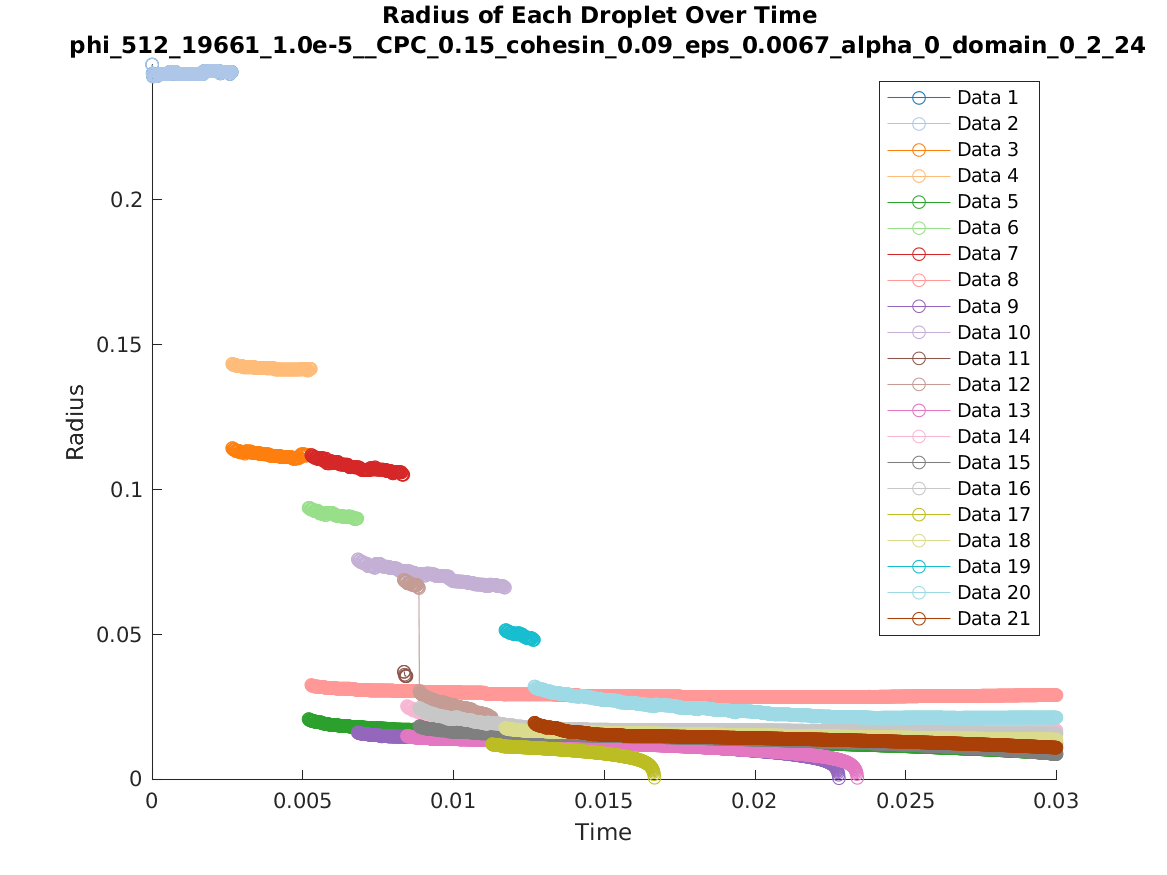 Radius of Each Droplet Over Time
phi_512_19661_1.0e-5__CPC_0.15_cohesin_0.09_eps_0.0067_alpha_0_domain_0_2_24
0.2
0.15
0.1
0.05
0
Radius
0 0.005 0.01 0.015 0.02 0.025 0.03
Time
Data 1
Data 2
Data 3
Data 4
Data 5
Data 6
Data 7
Data 8
Data 9
Data 10
Data 11
Data 12
Data 13
Data 14
Data 15
Data 16
Data 17
Data 18
Data 19
Data 20
Data 21